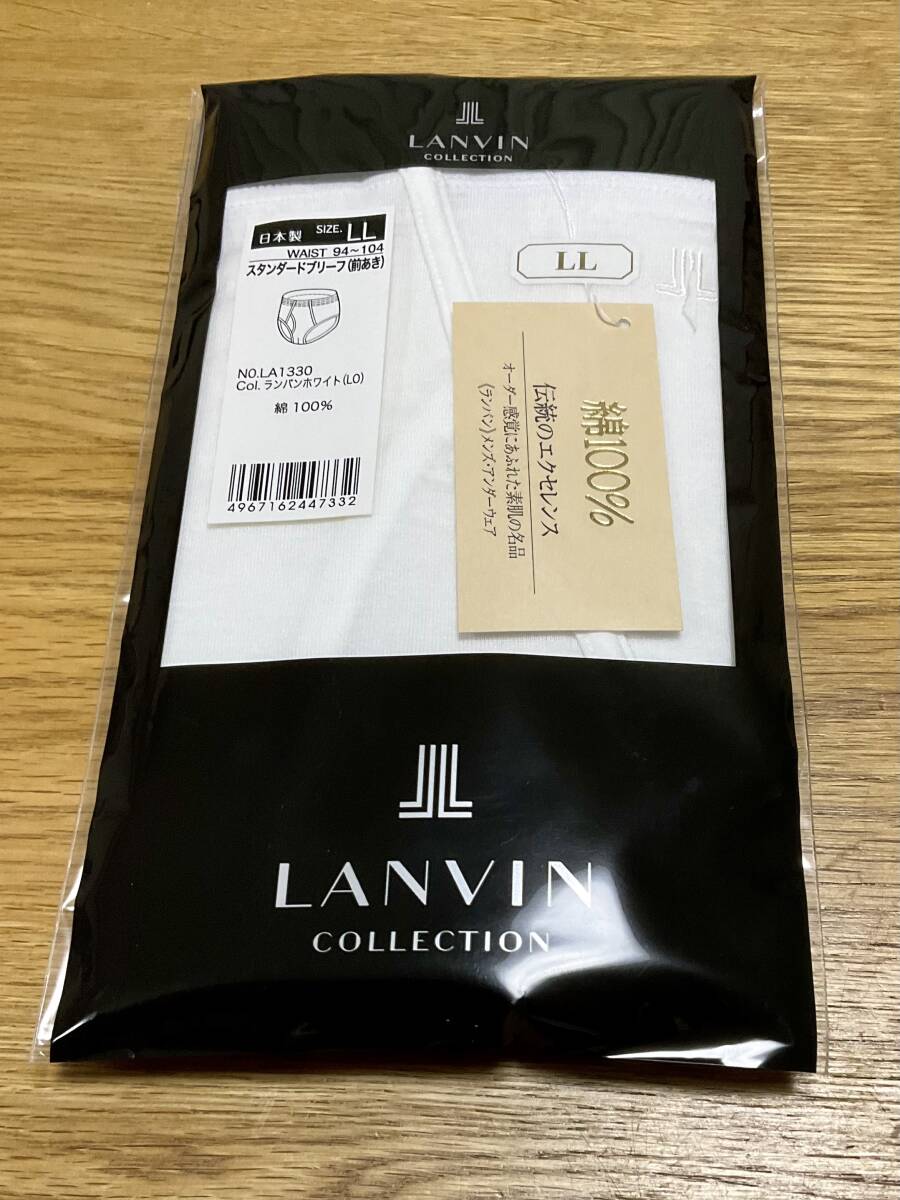 LANVIN
COLLECTION
日本製 SIZE. LL
WAIST 94~104
スタンダードブリーフ(前あき)
NO.LA1330
Col. ランバンホワイト(LO)
綿 100%
4967162447332
LL
綿100%
伝統のエクセレンス
オーダー感覚にあふれた素肌の名品
《ランバン》メンズ・アンダーウェア
LANVIN
COLLECTION